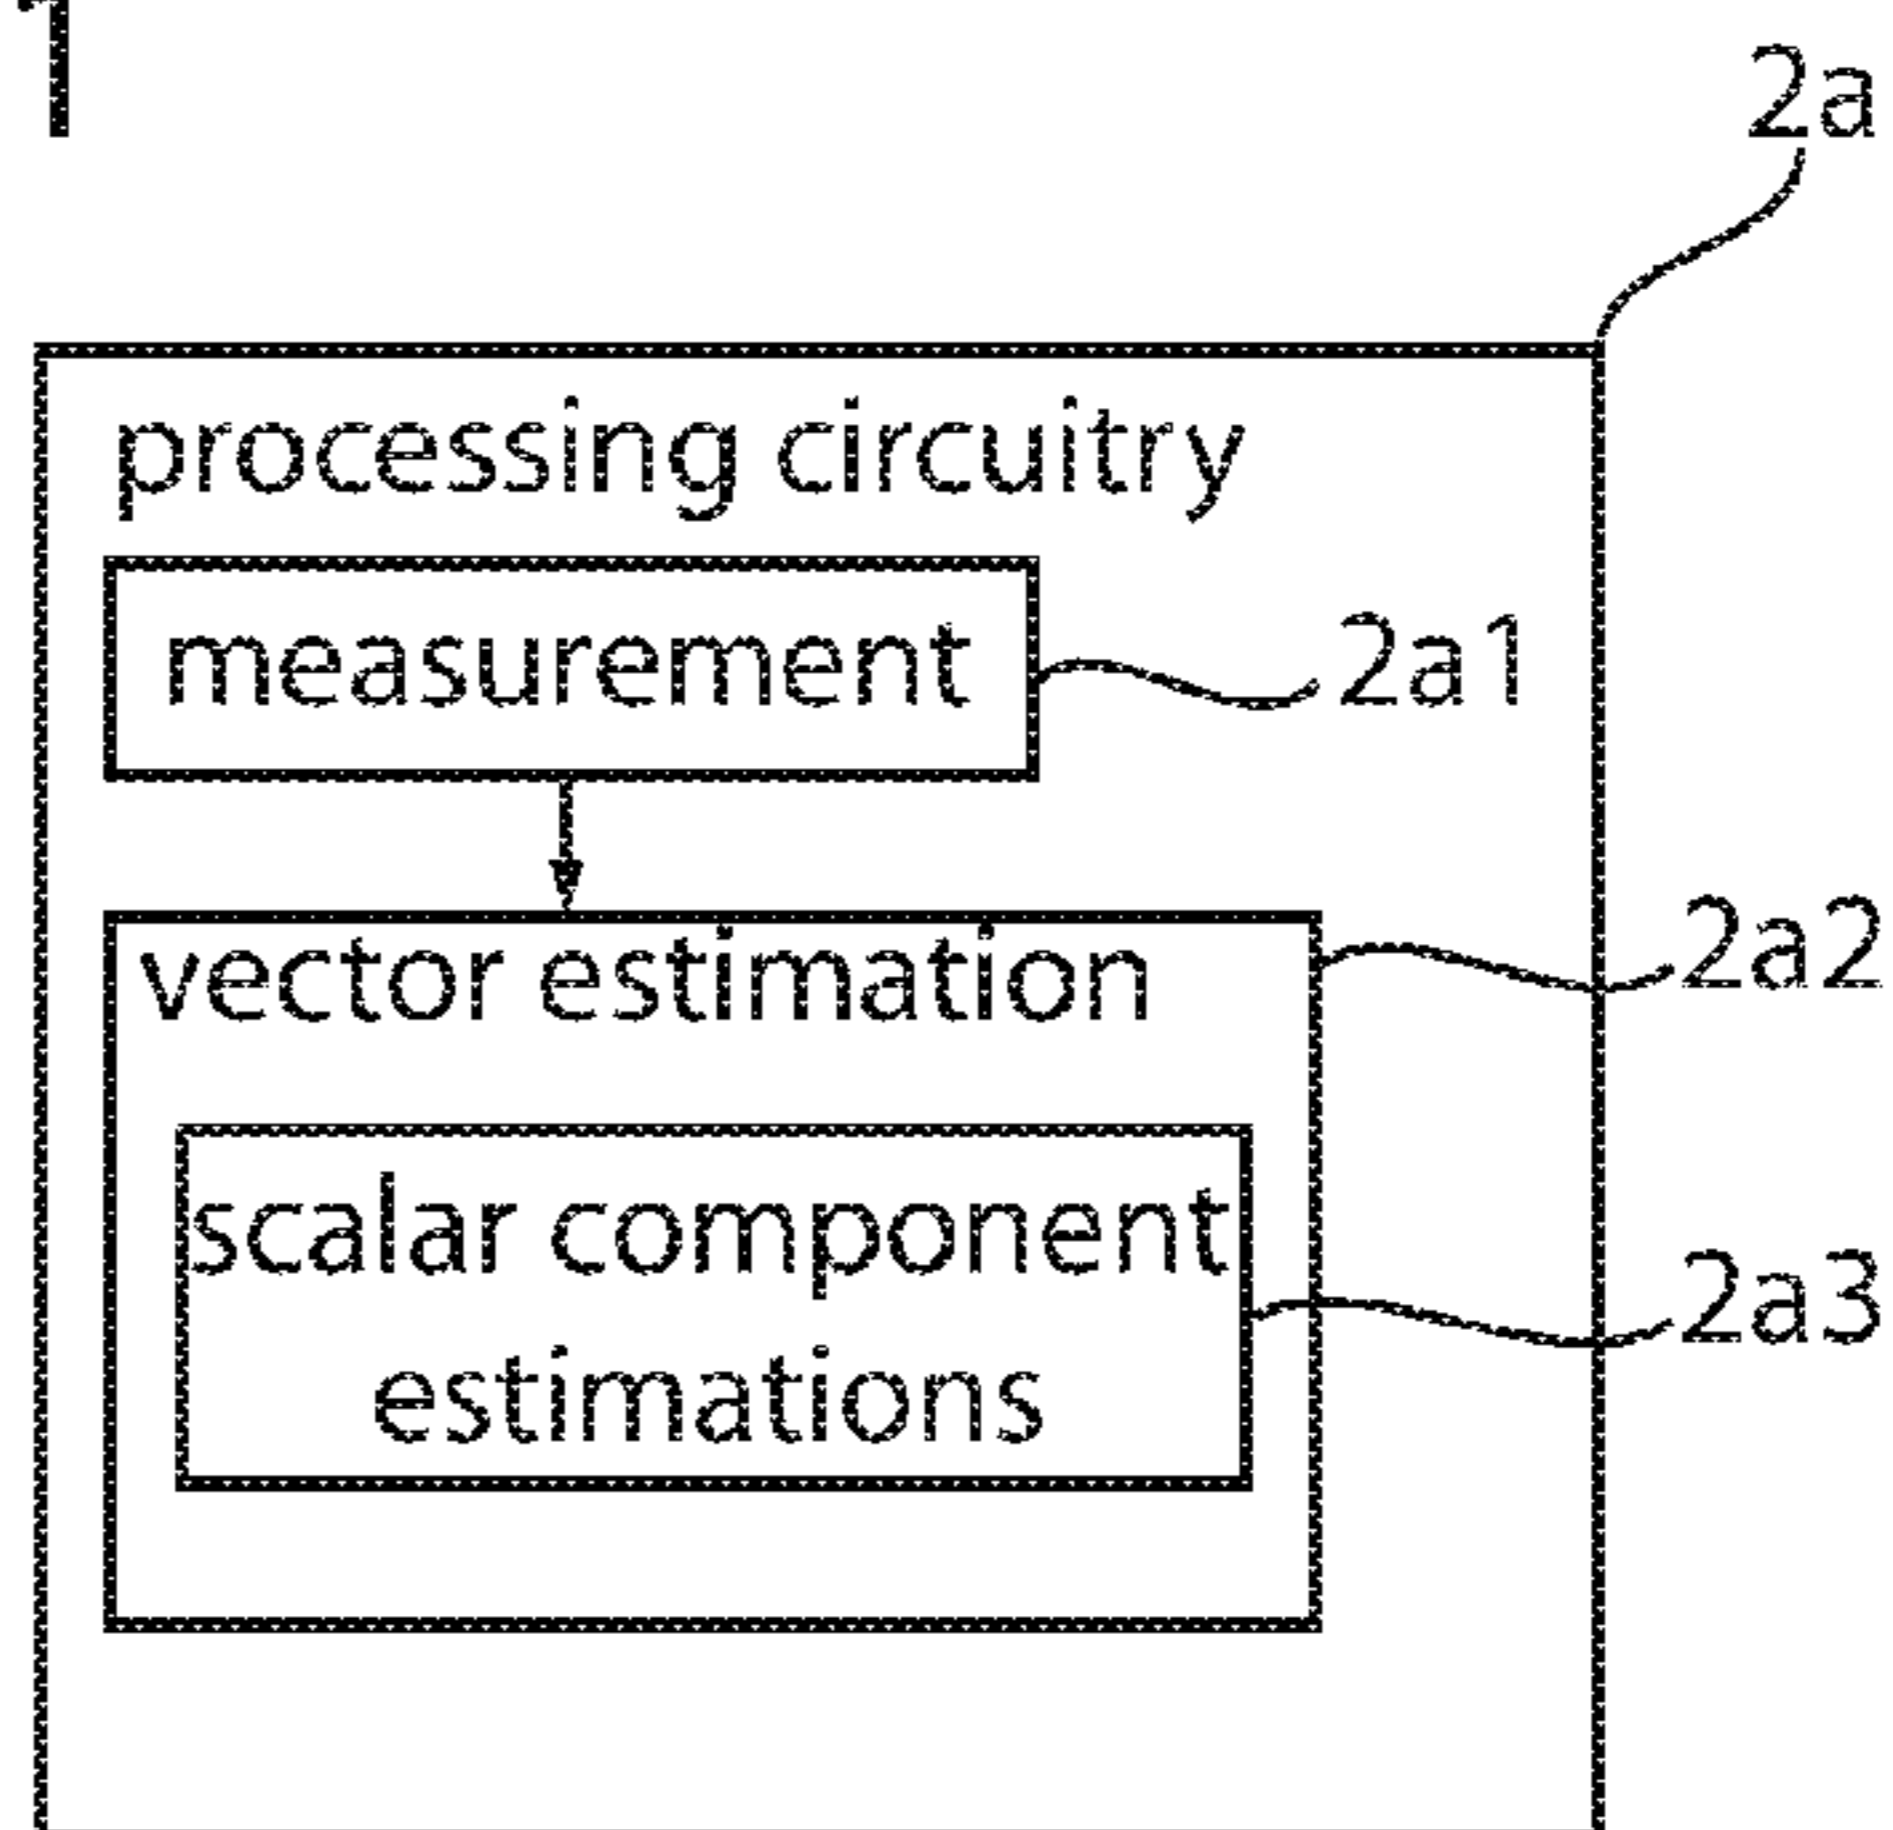 1
2a
processing circuitry
measurement 2a1
vector estimation 2a2
scalar component
estimations
2a3